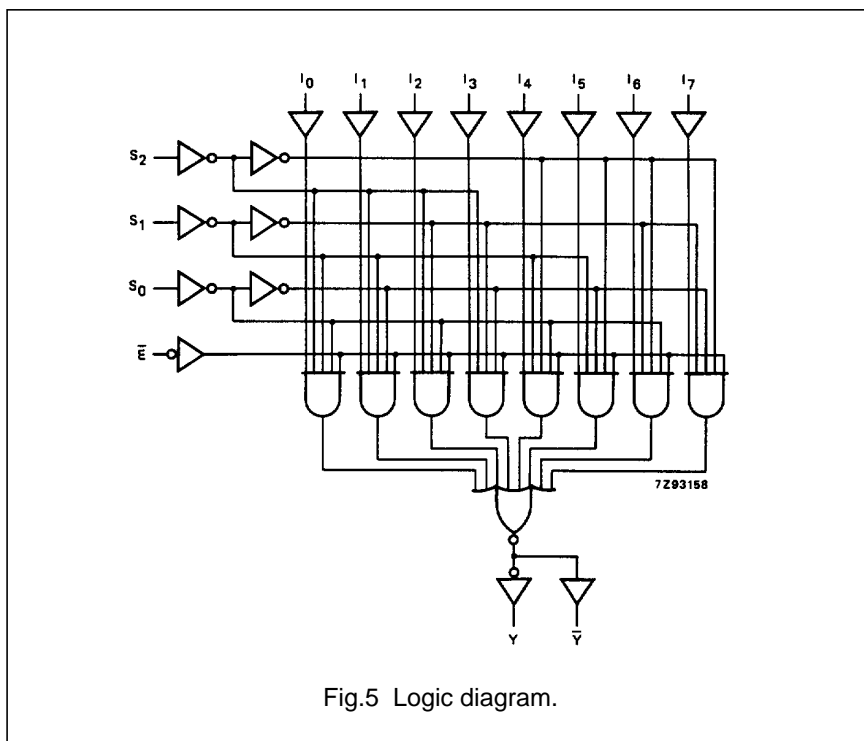 I0 I1 I2 I3 I4 I5 I6 I7
S2
S1
S0
E̅
7Z93158
Y Y̅
Fig.5 Logic diagram.